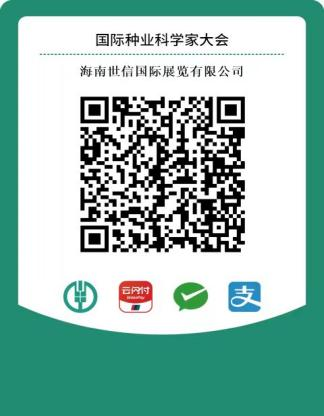 国际种业科学家大会
海南世信国际展览有限公司
云闪付
支